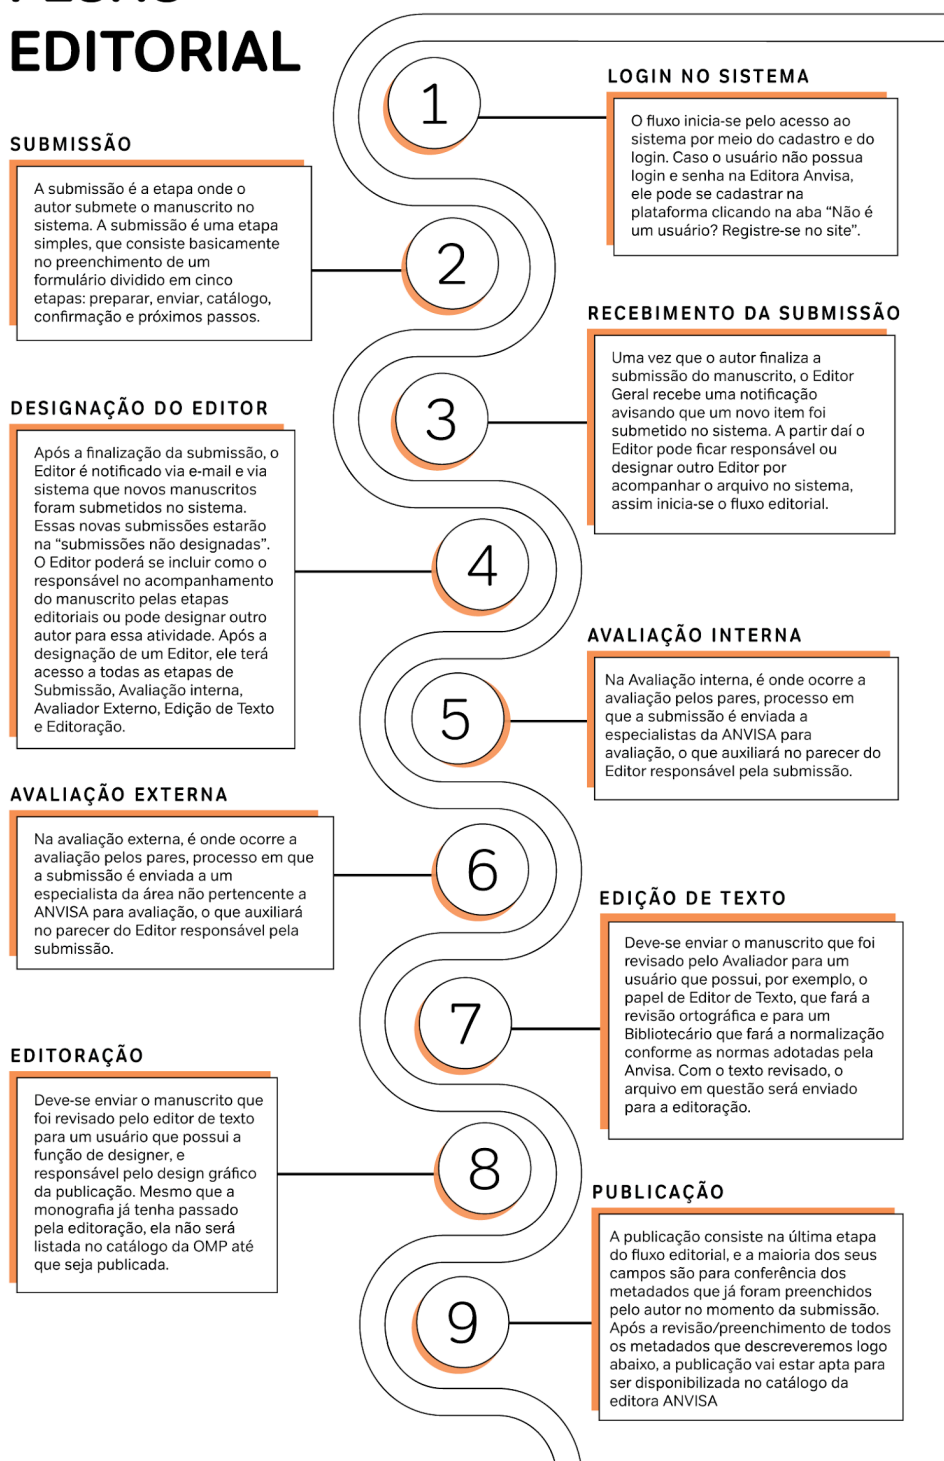 EDITORIAL
1
LOGIN NO SISTEMA
O fluxo inicia-se pelo acesso ao
sistema por meio do cadastro e do
login. Caso o usuário não possua
login e senha na Editora Anvisa,
ele pode se cadastrar na
plataforma clicando na aba “Não é
um usuário? Registre-se no site”.
SUBMISSÃO
A submissão é a etapa onde o
autor submete o manuscrito no
sistema. A submissão é uma etapa
simples, que consiste basicamente
no preenchimento de um
formulário dividido em cinco
etapas: preparar, enviar, catálogo,
confirmação e próximos passos.
2
RECEBIMENTO DA SUBMISSÃO
Uma vez que o autor finaliza a
submissão do manuscrito, o Editor
Geral recebe uma notificação
avisando que um novo item foi
submetido no sistema. A partir daí o
Editor pode ficar responsável ou
designar outro Editor por
acompanhar o arquivo no sistema,
assim inicia-se o fluxo editorial.
3
DESIGNAÇÃO DO EDITOR
Após a finalização da submissão, o
Editor é notificado via e-mail e via
sistema que novos manuscritos
foram submetidos no sistema.
Essas novas submissões estarão
na “submissões não designadas”.
O Editor poderá se incluir como o
responsável no acompanhamento
do manuscrito pelas etapas
editoriais ou pode designar outro
autor para essa atividade. Após a
designação de um Editor, ele terá
acesso a todas as etapas de
Submissão, Avaliação interna,
Avaliador Externo, Edição de Texto
e Editoração.
4
AVALIAÇÃO INTERNA
Na Avaliação interna, é onde ocorre a
avaliação pelos pares, processo em
que a submissão é enviada a
especialistas da ANVISA para
avaliação, o que auxiliará no parecer do
Editor responsável pela submissão.
5
AVALIAÇÃO EXTERNA
Na avaliação externa, é onde ocorre a
avaliação pelos pares, processo em que
a submissão é enviada a um
especialista da área não pertencente a
ANVISA para avaliação, o que auxiliará
no parecer do Editor responsável pela
submissão.
6
EDIÇÃO DE TEXTO
Deve-se enviar o manuscrito que foi
revisado pelo Avaliador para um
usuário que possui, por exemplo, o
papel de Editor de Texto, que fará a
revisão ortográfica e para um
Bibliotecário que fará a normalização
conforme as normas adotadas pela
Anvisa. Com o texto revisado, o
arquivo em questão será enviado
para a editoração.
7
EDITORAÇÃO
Deve-se enviar o manuscrito que
foi revisado pelo editor de texto
para um usuário que possui a
função de designer, e
responsável pelo design gráfico
da publicação. Mesmo que a
monografia já tenha passado
pela editoração, ela não será
listada no catálogo da OMP até
que seja publicada.
8
PUBLICAÇÃO
A publicação consiste na última etapa
do fluxo editorial, e a maioria dos seus
campos são para conferência dos
metadados que já foram preenchidos
pelo autor no momento da submissão.
Após a revisão/preenchimento de todos
os metadados que descreveremos logo
abaixo, a publicação vai estar apta para
ser disponibilizada no catálogo da
editora ANVISA
9